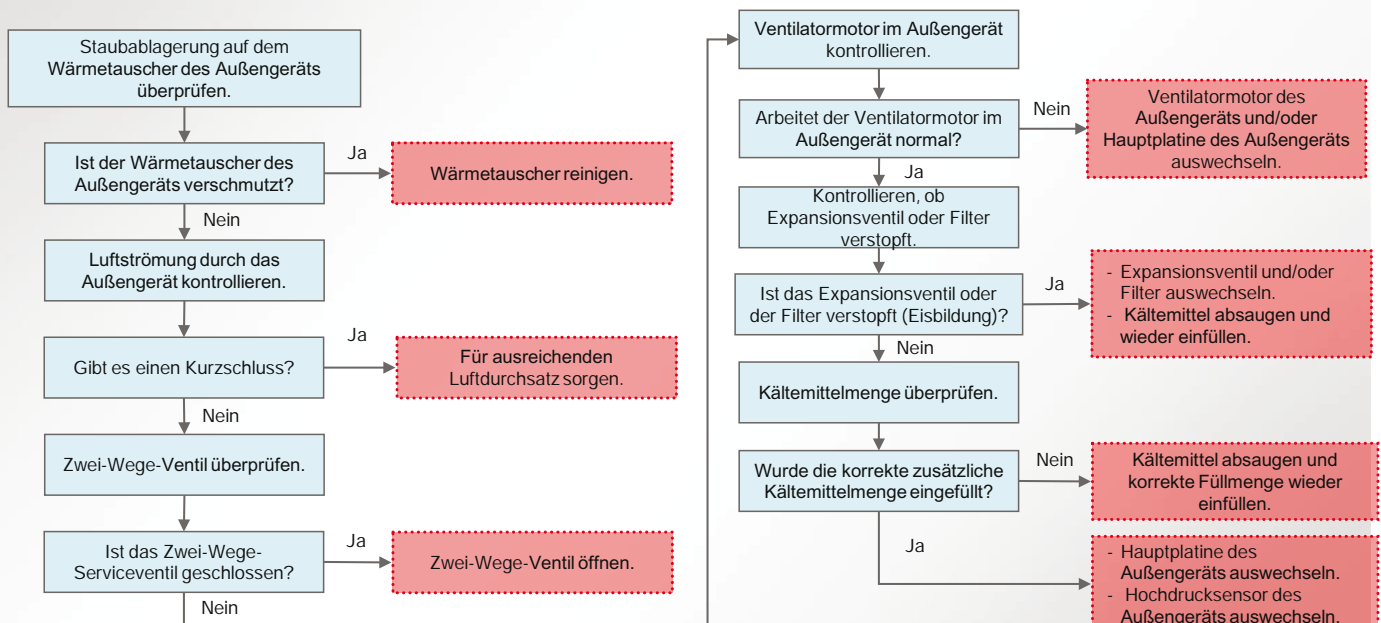 Staubablagerung auf dem
Wärmetauscher des Außengeräts
überprüfen.
Ist der Wärmetauscher des
Außengeräts verschmutzt?
Ja
Wärmetauscher reinigen.
Nein
Luftströmung durch das
Außengerät kontrollieren.
Gibt es einen Kurzschluss?
Ja
Für ausreichenden
Luftdurchsatz sorgen.
Nein
Zwei-Wege-Ventil überprüfen.
Ist das Zwei-Wege-
Serviceventil geschlossen?
Ja
Zwei-Wege-Ventil öffnen.
Nein
Ventilatormotor im Außengerät
kontrollieren.
Arbeitet der Ventilatormotor im
Außengerät normal?
Nein
Ventilatormotor des
Außengeräts und/oder
Hauptplatine des Außengeräts
auswechseln.
Ja
Kontrollieren, ob
Expansionsventil oder Filter
verstopft.
Ist das Expansionsventil oder
der Filter verstopft (Eisbildung)?
Ja
- Expansionsventil und/oder
Filter auswechseln.
- Kältemittel absaugen und
wieder einfüllen.
Nein
Kältemittelmenge überprüfen.
Wurde die korrekte zusätzliche
Kältemittelmenge eingefüllt?
Nein
Kältemittel absaugen und
korrekte Füllmenge wieder
einfüllen.
Ja
- Hauptplatine des
Außengeräts auswechseln.
- Hochdrucksensor des
Außengeräts auswechseln.